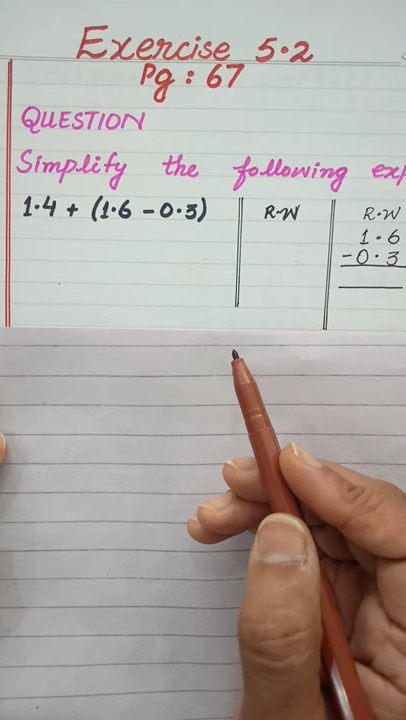 Exercise 5.2
Pg : 67
QUESTION
Simplify the following exp
1.4 + (1.6 - 0.3)
R.W
R.W
1.6
- 0.3